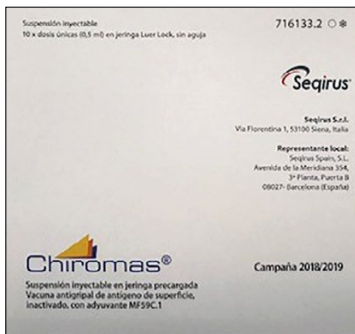 Suspensión inyectable
10 x dosis únicas (0,5 ml) en jeringa Luer Lock, sin aguja
716133.2
Seqirus
Seqirus S.r.l.
Via Fiorentina 1, 53100 Siena, Italia
Representante local:
Seqirus Spain, S.L.
Avenida de la Meridiana 354,
3ª Planta, Puerta B
08027- Barcelona (España)
Chiromas®
Campaña 2018/2019
Suspensión inyectable en jeringa precargada
Vacuna antigripal de antígeno de superficie,
inactivado, con adyuvante MF59C.1